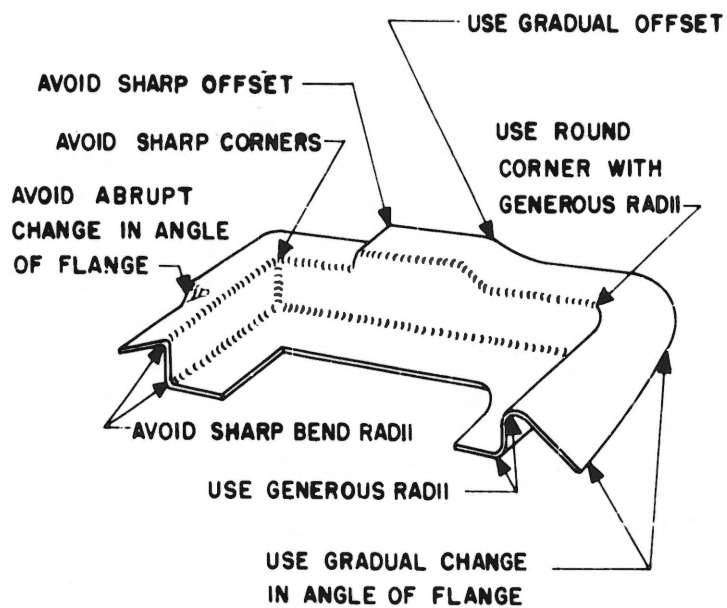 USE GRADUAL OFFSET
AVOID SHARP OFFSET
AVOID SHARP CORNERS
USE ROUND
CORNER WITH
GENEROUS RADII
AVOID ABRUPT
CHANGE IN ANGLE
OF FLANGE
AVOID SHARP BEND RADII
USE GENEROUS RADII
USE GRADUAL CHANGE
IN ANGLE OF FLANGE